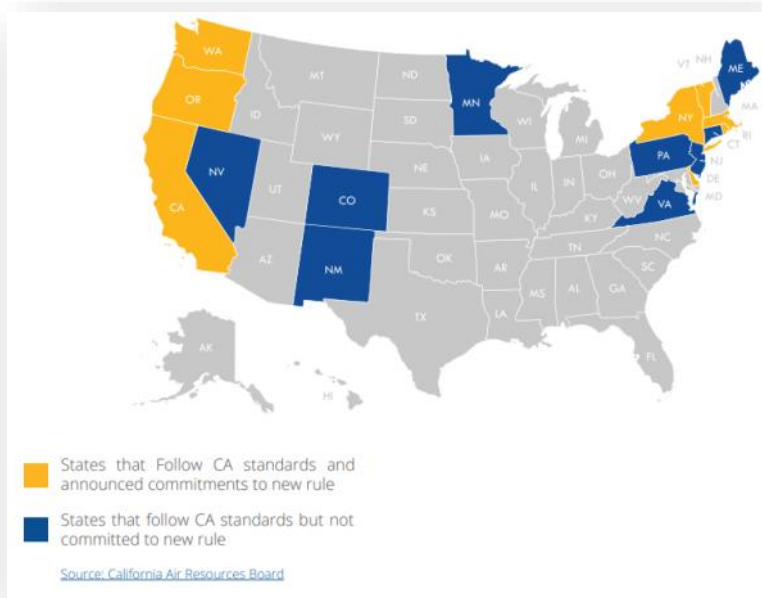 WA
VT NH
ME
MT
ND
MN
OR
MA
ID
SD
WI
NY
WY
MI
RI
CT
IA
PA
NE
NJ
NV
OH
DE
UT
IL
IN
CO
WV
MD
CA
VA
KS
MO
KY
NC
TN
OK
AZ
NM
AR
SC
MS
AL
GA
TX
LA
AK
FL
HI
States that Follow CA standards and
announced commitments to new rule
States that follow CA standards but not
committed to new rule
Source: California Air Resources Board